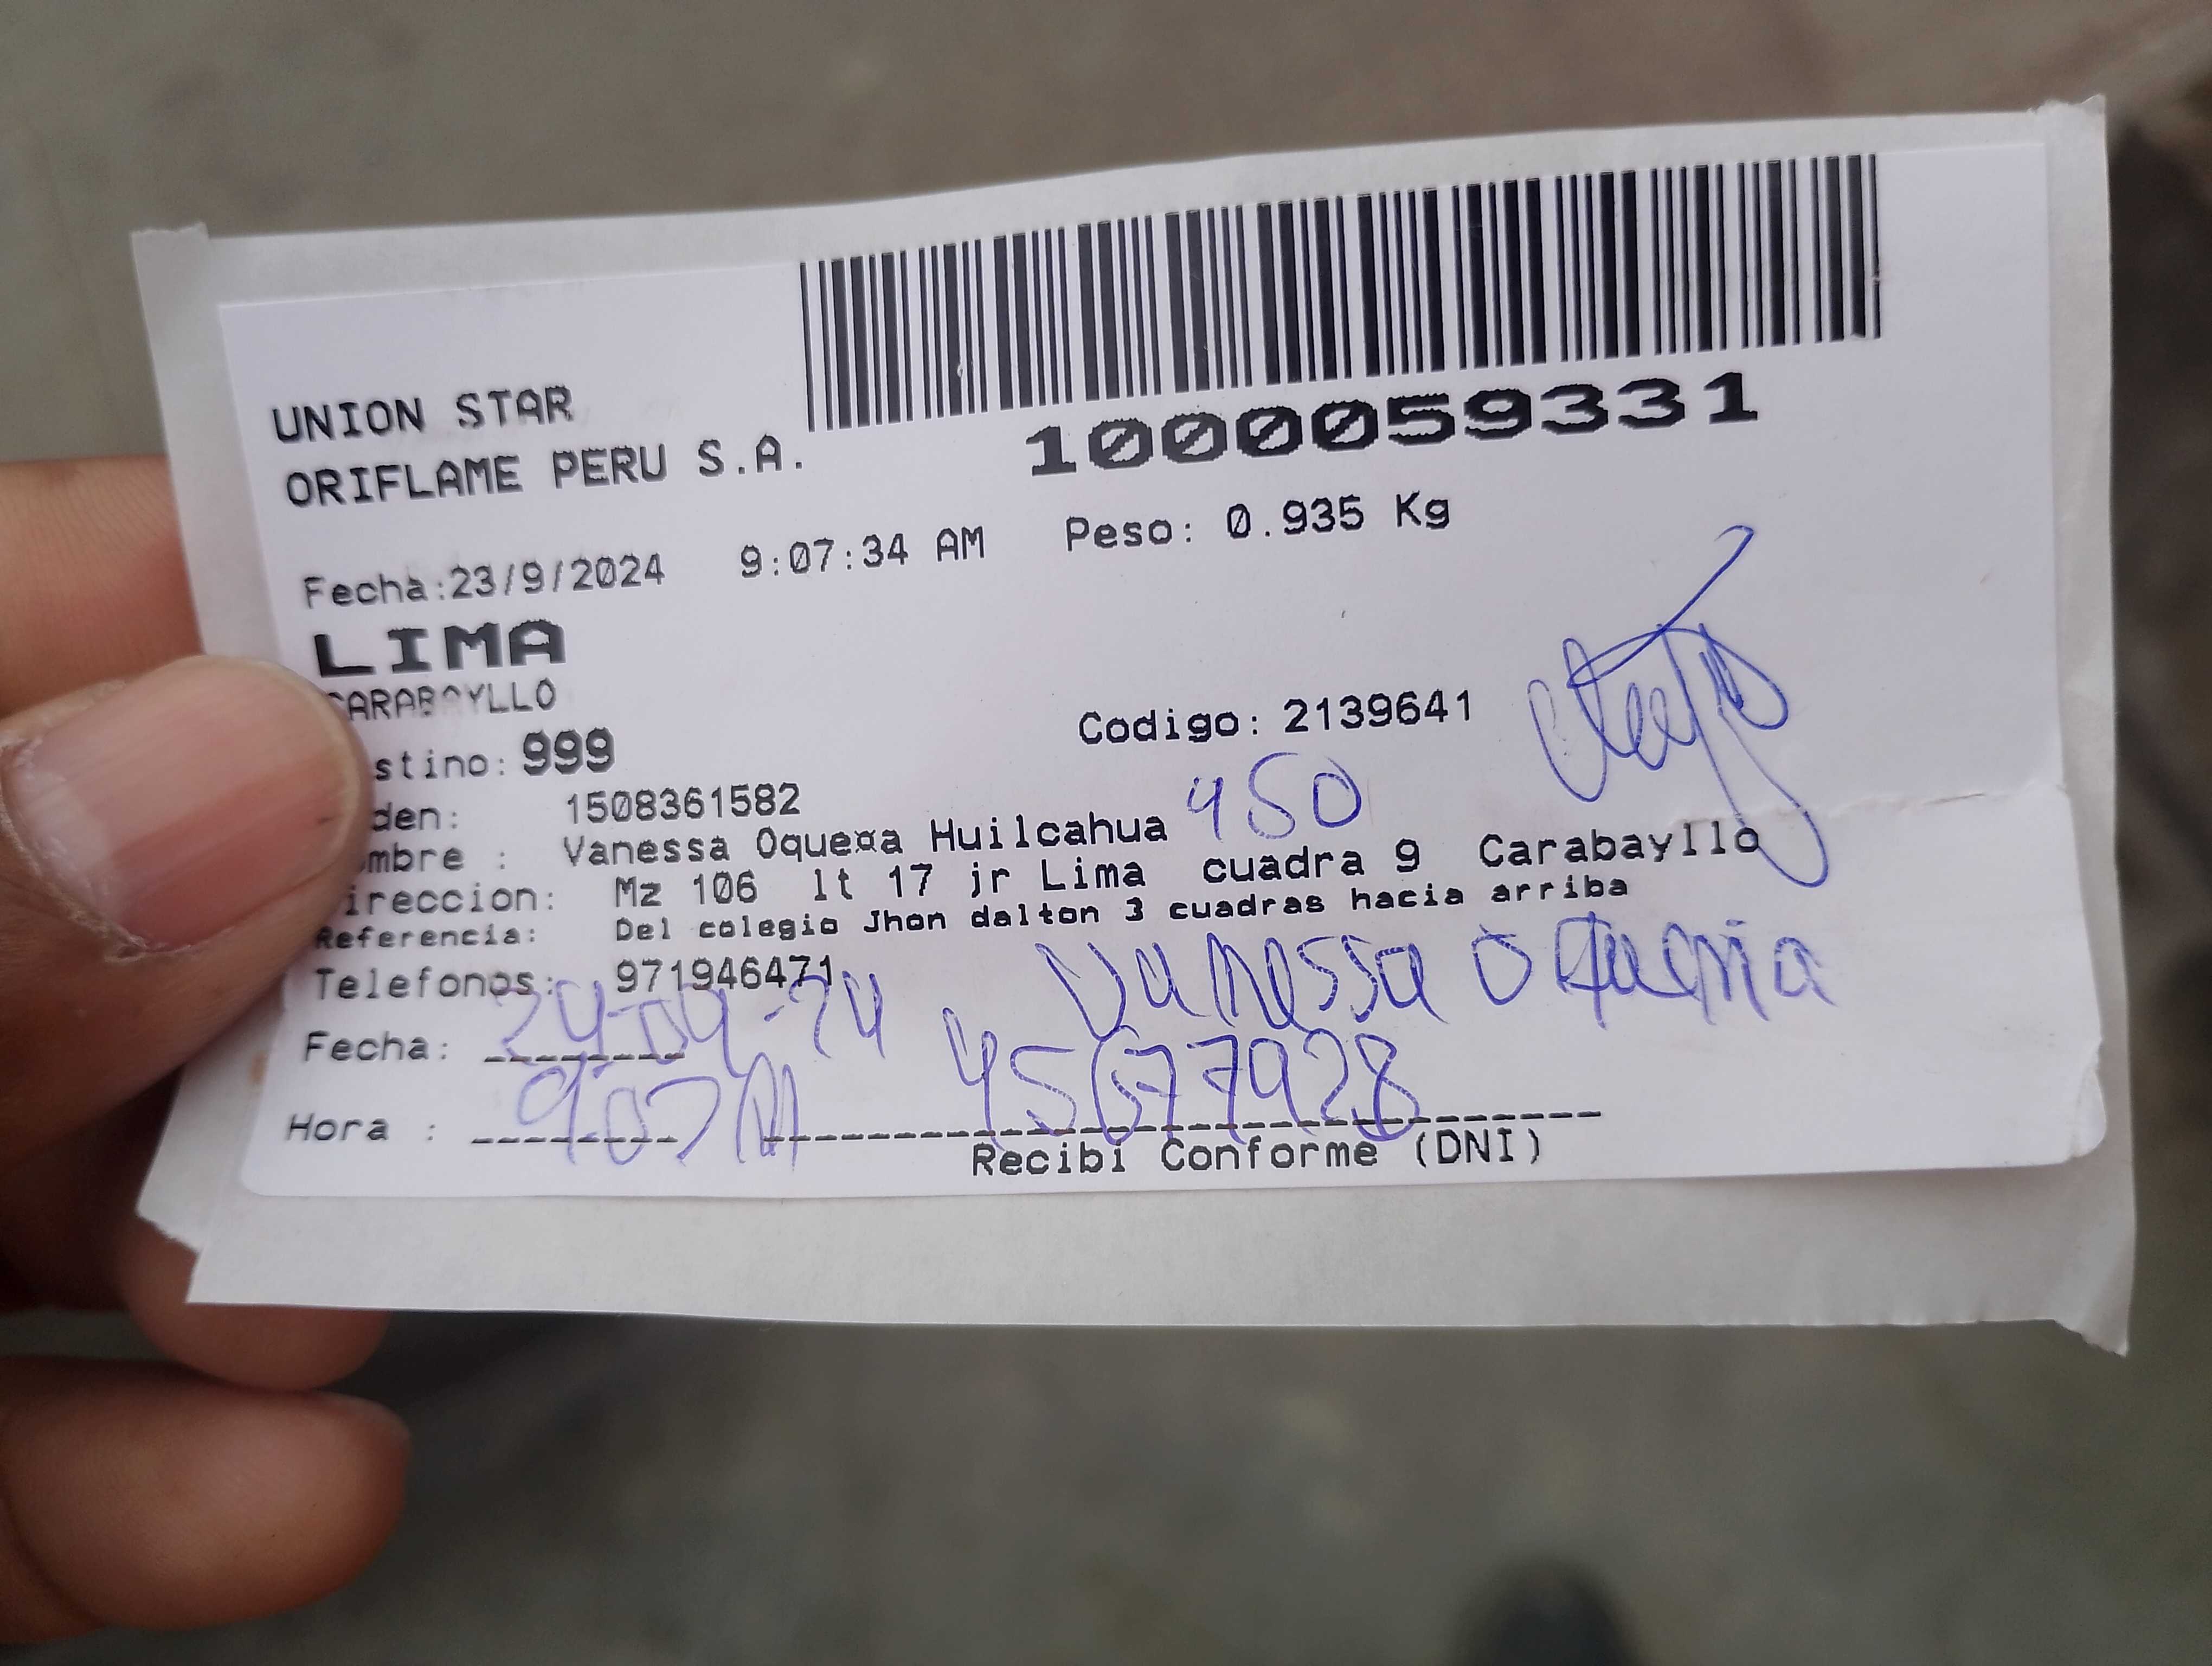 UNION STAR
ORIFLAME PERU S.A.
1000059331
Fecha:23/9/2024 9:07:34 AM Peso: 0.935 Kg
LIMA
CARABAYLLO
Codigo: 2139641
stino: 999
450
den: 1508361582
mbre : Vanessa Oquena Huilcahua
ireccion: Mz 106 lt 17 jr Lima cuadra 9 Carabayllo
Referencia: Del colegio Jhon dalton 3 cuadras hacia arriba
Telefonos: 971946471
Vanessa
Fecha: 24-09-24
45677928
Hora :
Recibi Conforme (DNI)